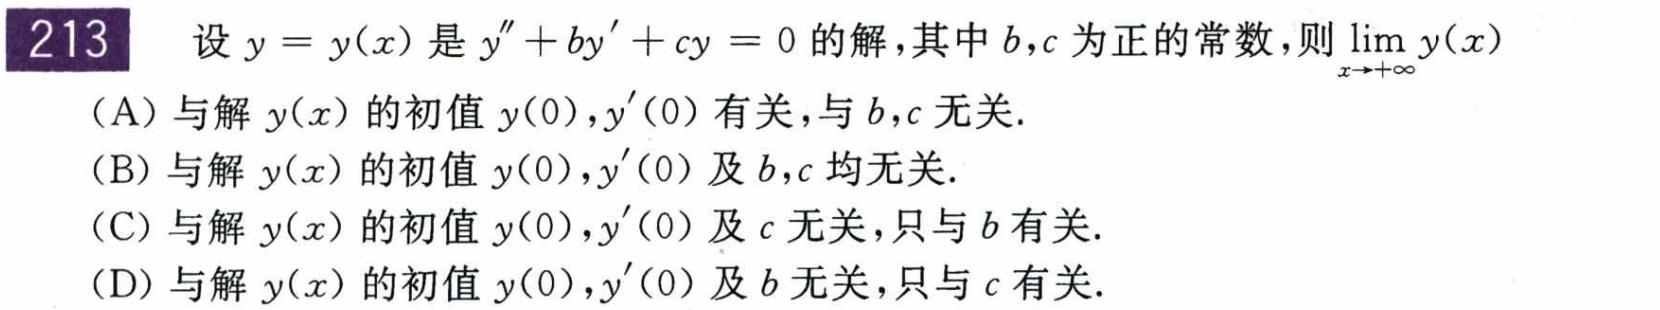 213 设 y = y(x) 是 y″ + by′ + cy = 0 的解,其中 b,c 为正的常数,则 lim y(x)
x→+∞
(A) 与解 y(x) 的初值 y(0),y′(0) 有关,与 b,c 无关.
(B) 与解 y(x) 的初值 y(0),y′(0) 及 b,c 均无关.
(C) 与解 y(x) 的初值 y(0),y′(0) 及 c 无关,只与 b 有关.
(D) 与解 y(x) 的初值 y(0),y′(0) 及 b 无关,只与 c 有关.